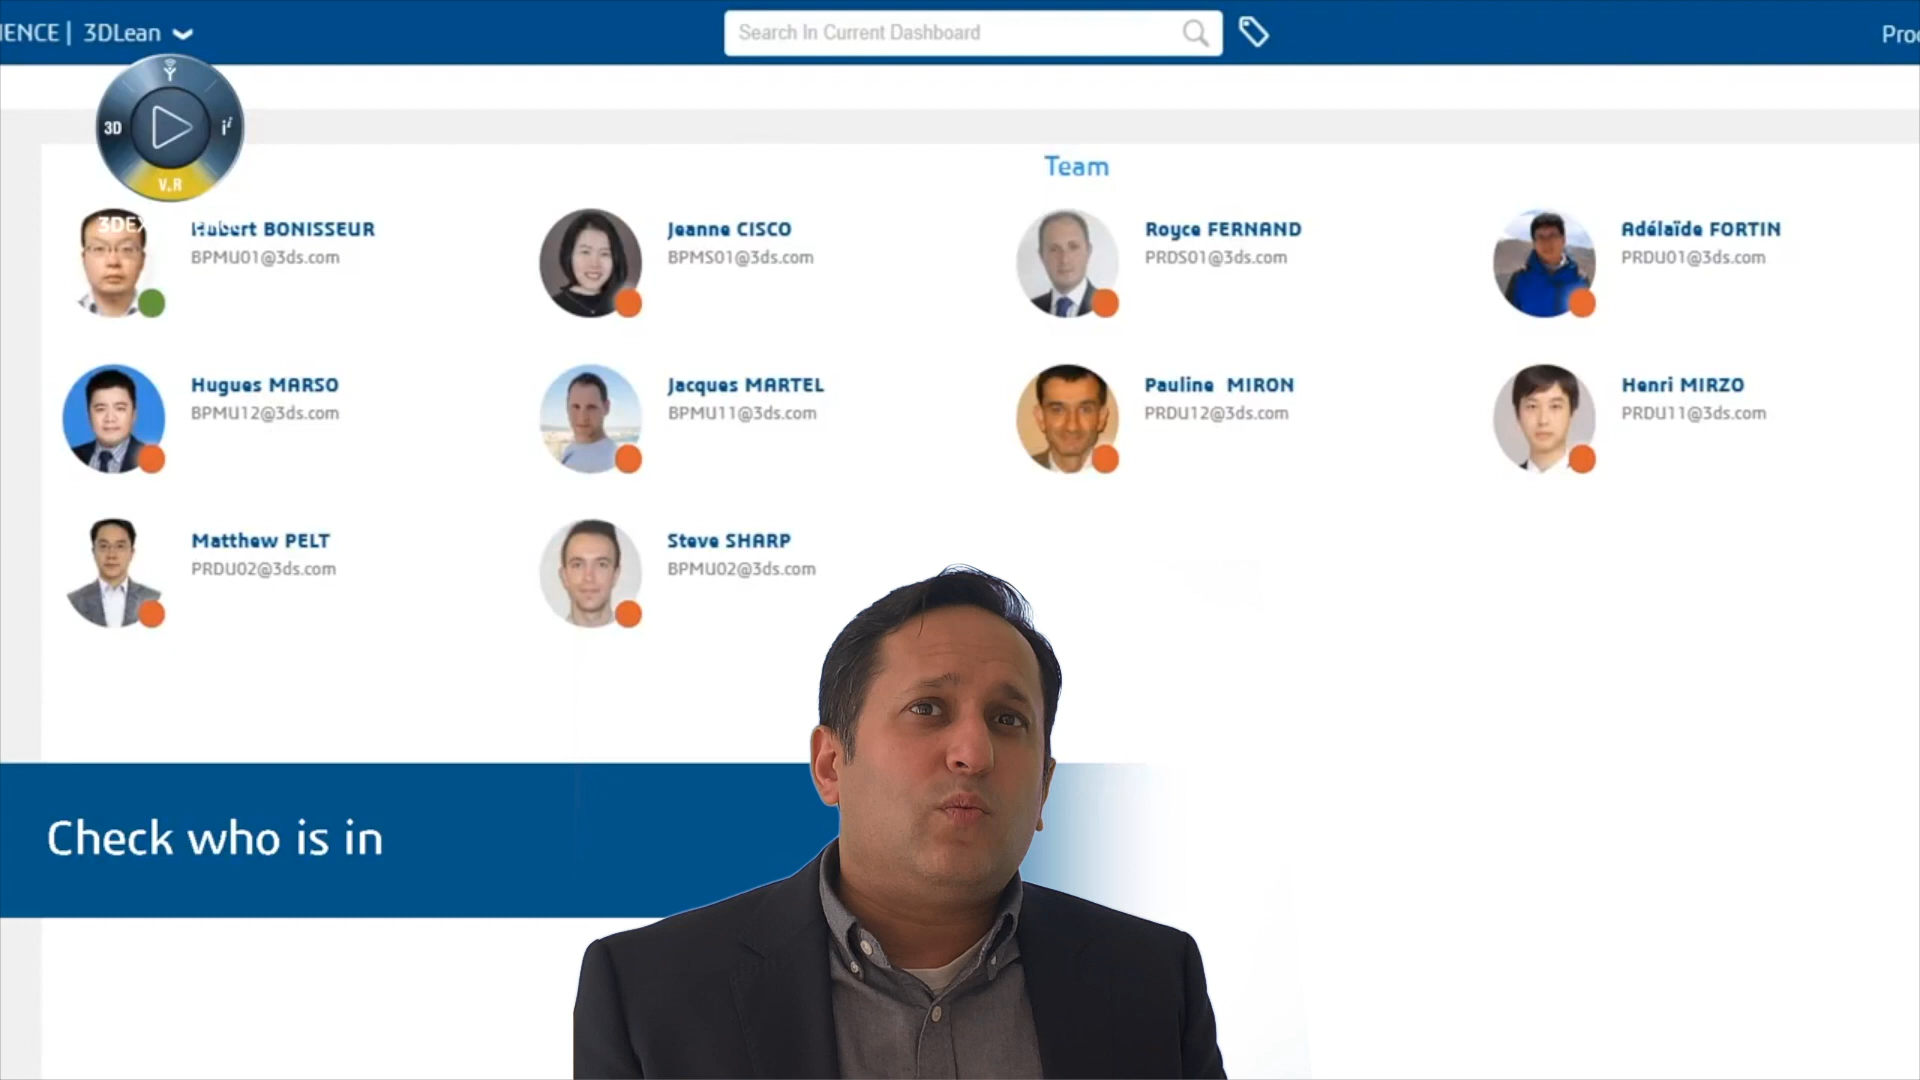 IENCE | 3DLean
Search In Current Dashboard
3D
V.R
Team
Hubert BONISSEUR
BPMU01@3ds.com
Jeanne CISCO
BPMS01@3ds.com
Royce FERNAND
PRDS01@3ds.com
Adélaïde FORTIN
PRDU01@3ds.com
Hugues MARSO
BPMU12@3ds.com
Jacques MARTEL
BPMU11@3ds.com
Pauline MIRON
PRDU12@3ds.com
Henri MIRZO
PRDU11@3ds.com
Matthew PELT
PRDU02@3ds.com
Steve SHARP
BPMU02@3ds.com
Check who is in